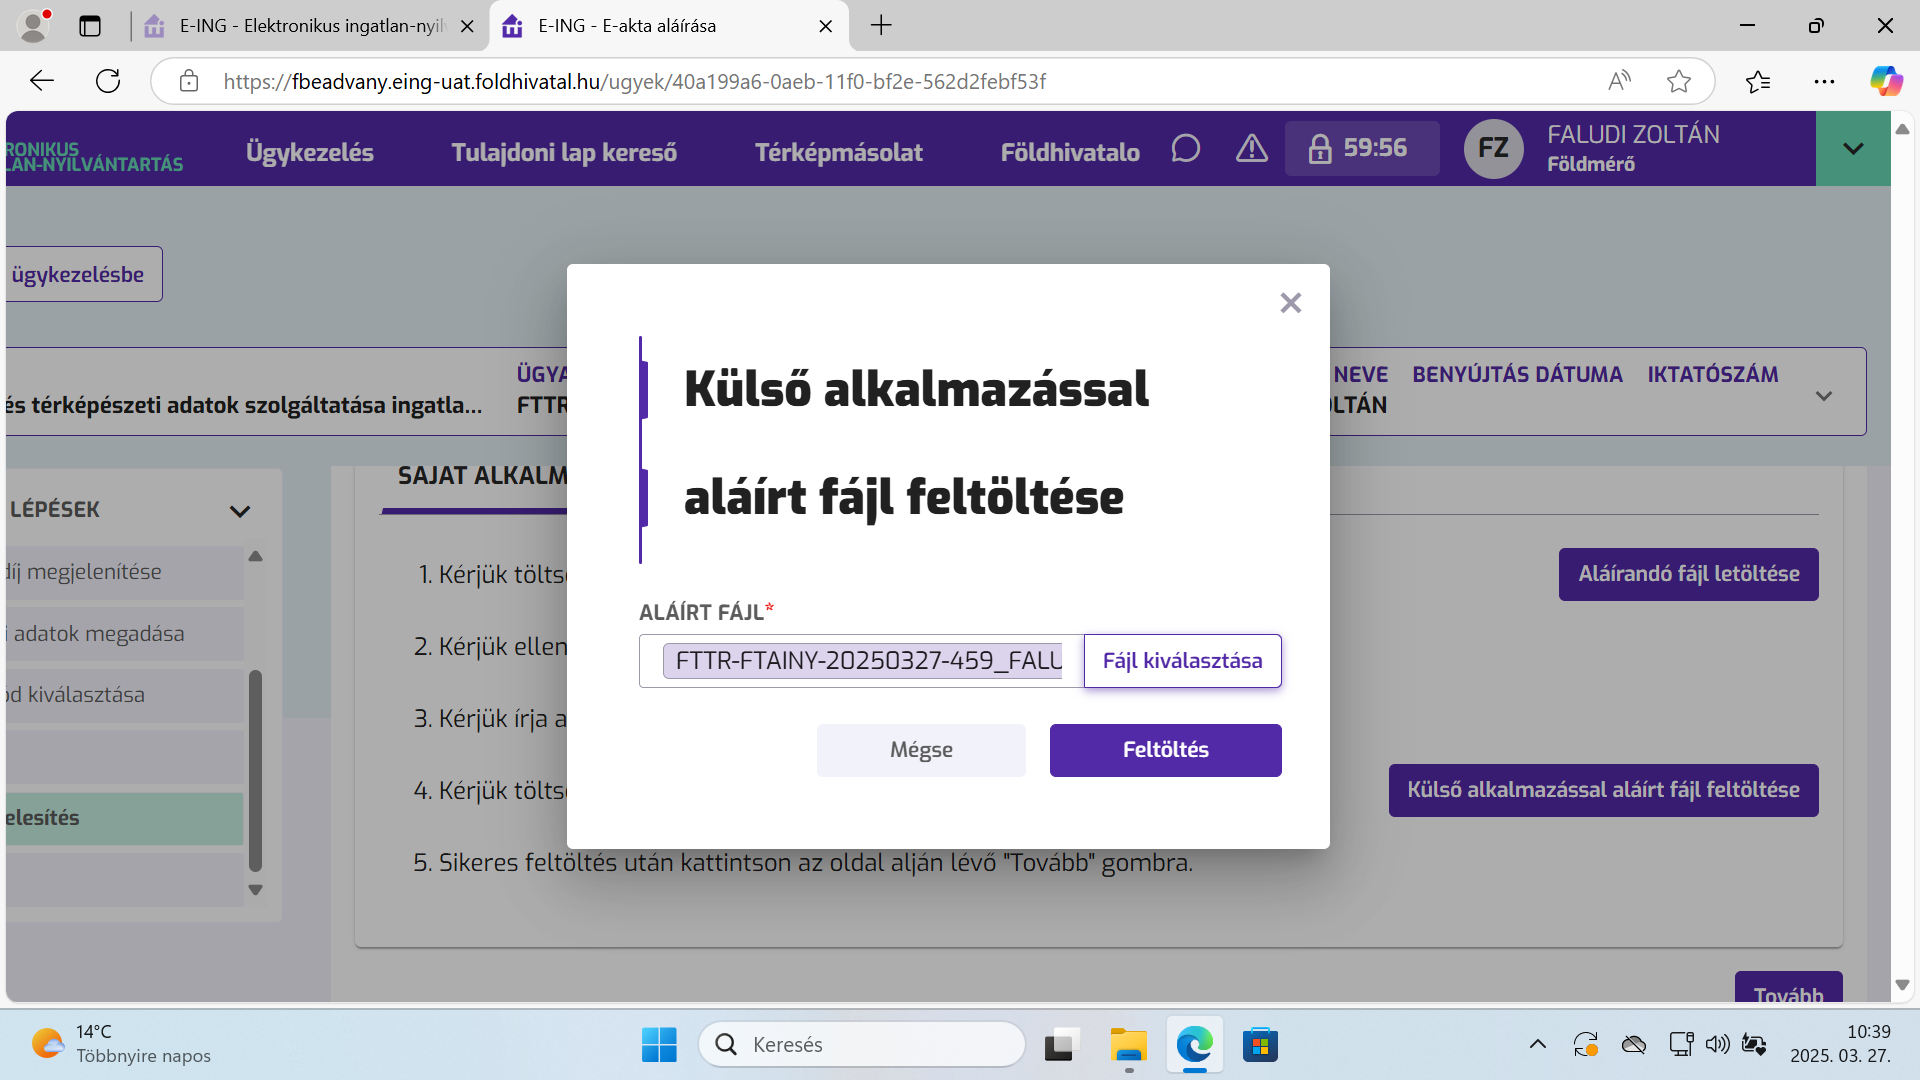 E-ING - Elektronikus ingatlan-nyil
E-ING - E-akta aláírása
https://fbeadvany.eing-uat.foldhivatal.hu/ugyek/40a199a6-0aeb-11f0-bf2e-562d2febf53f
RONIKUS
LAN-NYILVÁNTARTÁS
Ügykezelés
Tulajdoni lap kereső
Térképmásolat
Földhivatalo
59:56
FZ
FALUDI ZOLTÁN
Földmérő
ügykezelésbe
ÜGYA
NEVE
BENYÚJTÁS DÁTUMA
IKTATÓSZÁM
és térképészeti adatok szolgáltatása ingatla...
FTTR
LTÁN
Külső alkalmazással
aláírt fájl feltöltése
ALÁÍRT FÁJL*
FTTR-FTAINY-20250327-459_FALU
Fájl kiválasztása
Mégse
Feltöltés
LÉPÉSEK
díj megjelenítése
i adatok megadása
ód kiválasztása
elesítés
SAJAT ALKALM
1. Kérjük tölts
Aláírandó fájl letöltése
2. Kérjük ellen
3. Kérjük írja a
4. Kérjük tölts
Külső alkalmazással aláírt fájl feltöltése
5. Sikeres feltöltés után kattintson az oldal alján lévő "Tovább" gombra.
Tovább
14°C
Többnyire napos
Keresés
10:39
2025. 03. 27.